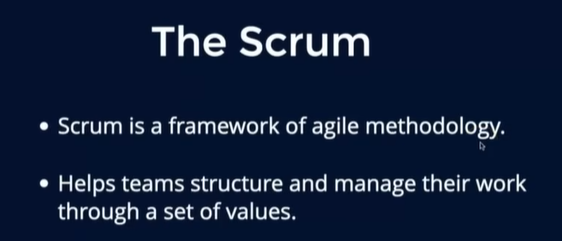 The Scrum
• Scrum is a framework of agile methodology.
• Helps teams structure and manage their work
through a set of values.